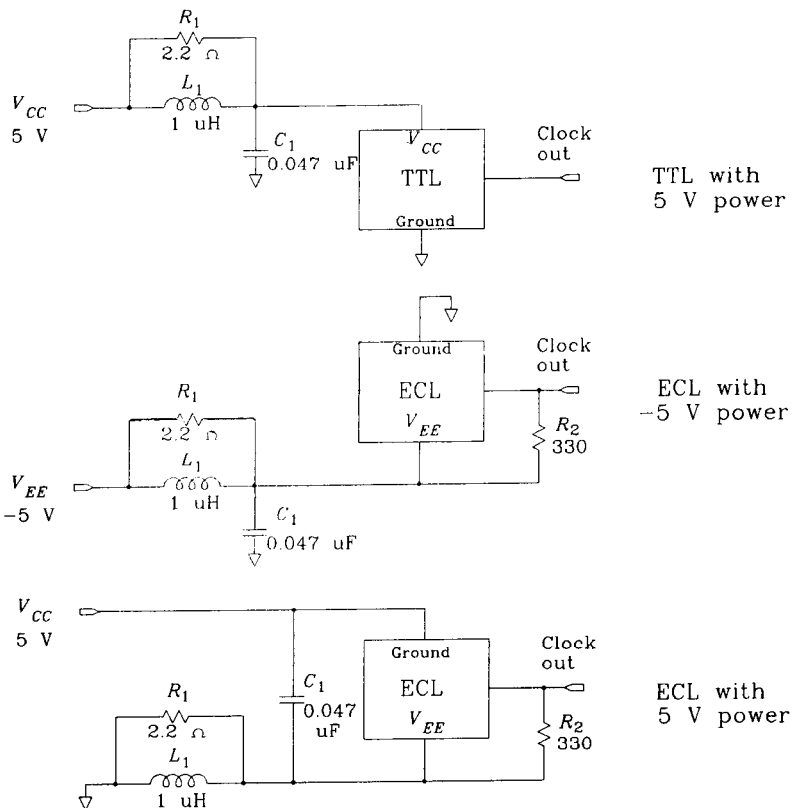 R1
2.2 Ω
L1
VCC
5 V
1 uH
C1
0.047 uF
VCC
TTL
Ground
Clock
out
TTL with
5 V power
Ground
ECL
VEE
Clock
out
R2
330
ECL with
-5 V power
R1
2.2 Ω
L1
VEE
-5 V
1 uH
C1
0.047 uF
VCC
5 V
Ground
ECL
VEE
Clock
out
C1
0.047
uF
R1
2.2 Ω
L1
1 uH
R2
330
ECL with
5 V power